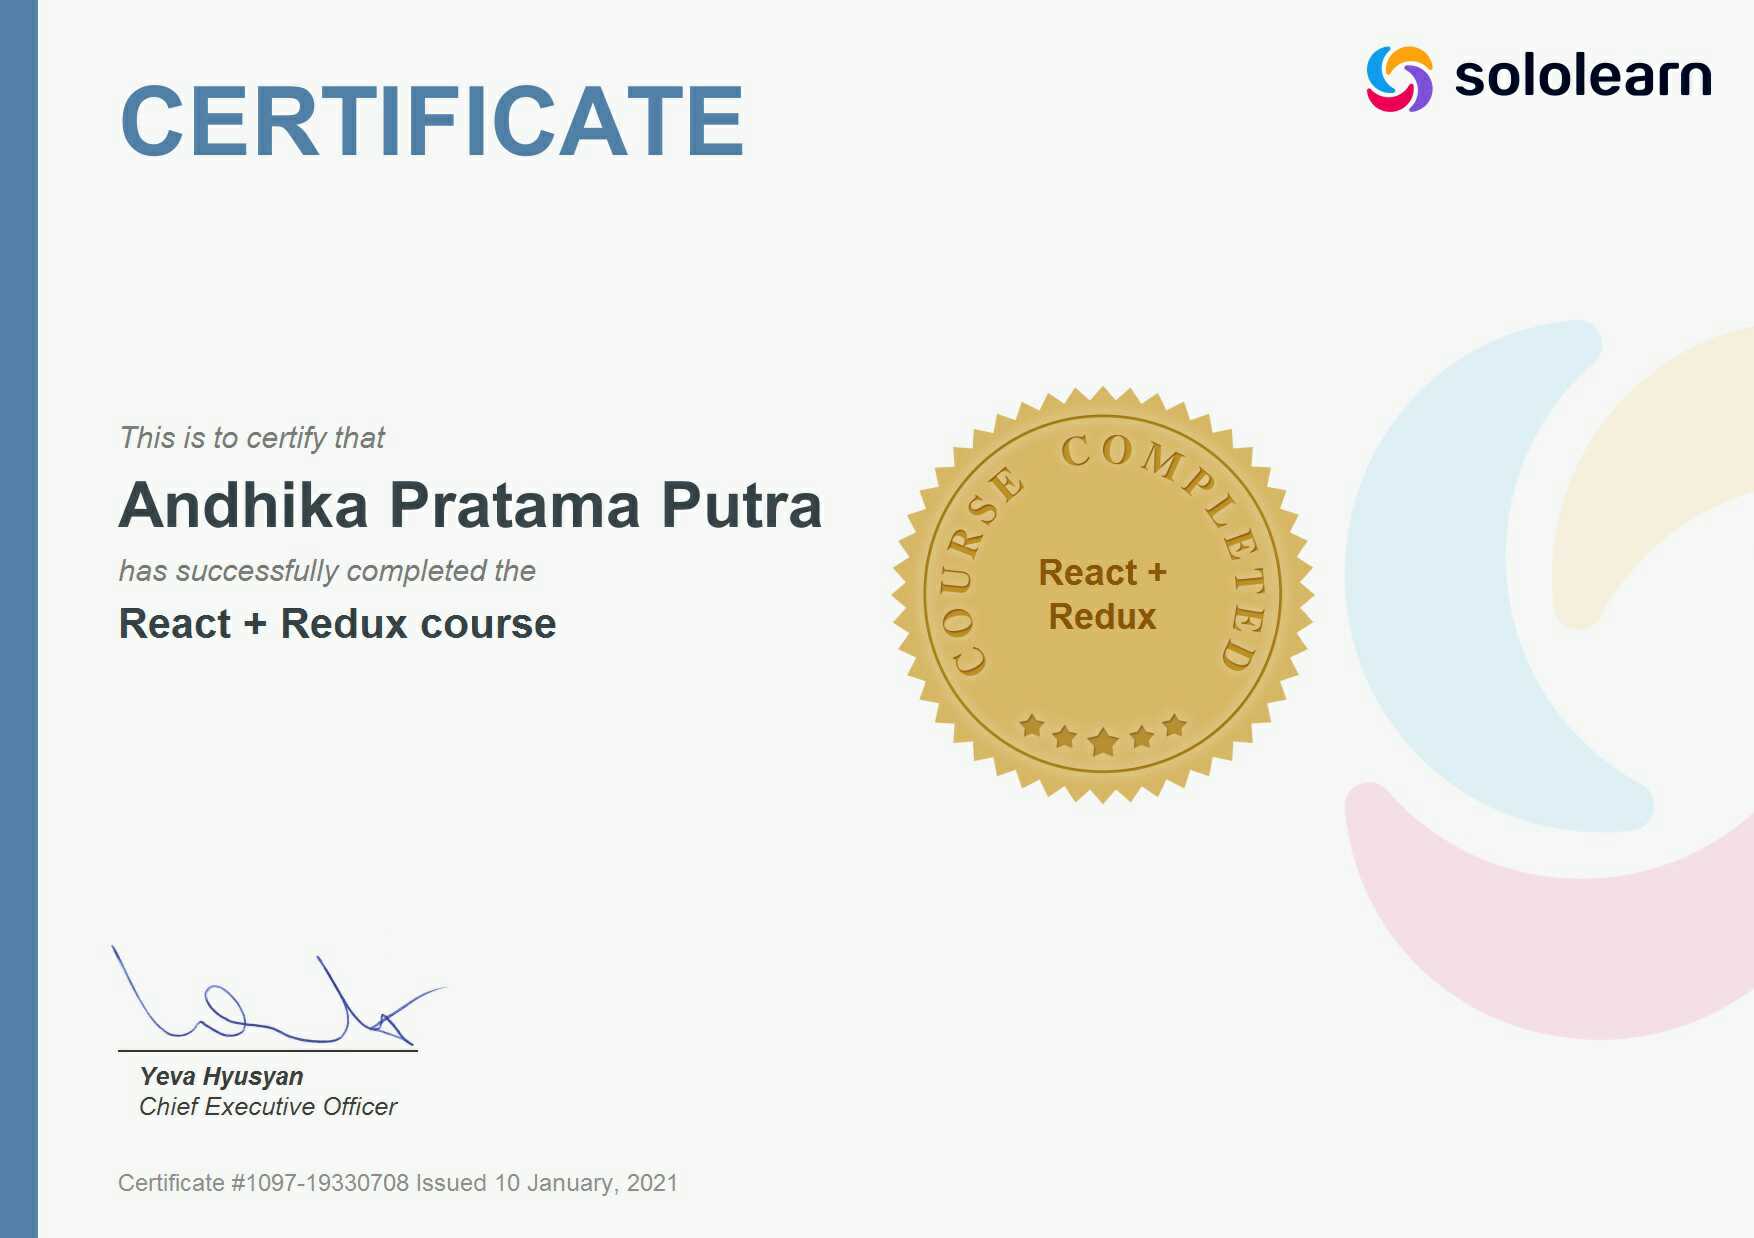 sololearn
CERTIFICATE
This is to certify that
Andhika Pratama Putra
has successfully completed the
React + Redux course
COURSE COMPLETED
React +
Redux
Yeva Hyusyan
Chief Executive Officer
Certificate #1097-19330708 Issued 10 January, 2021